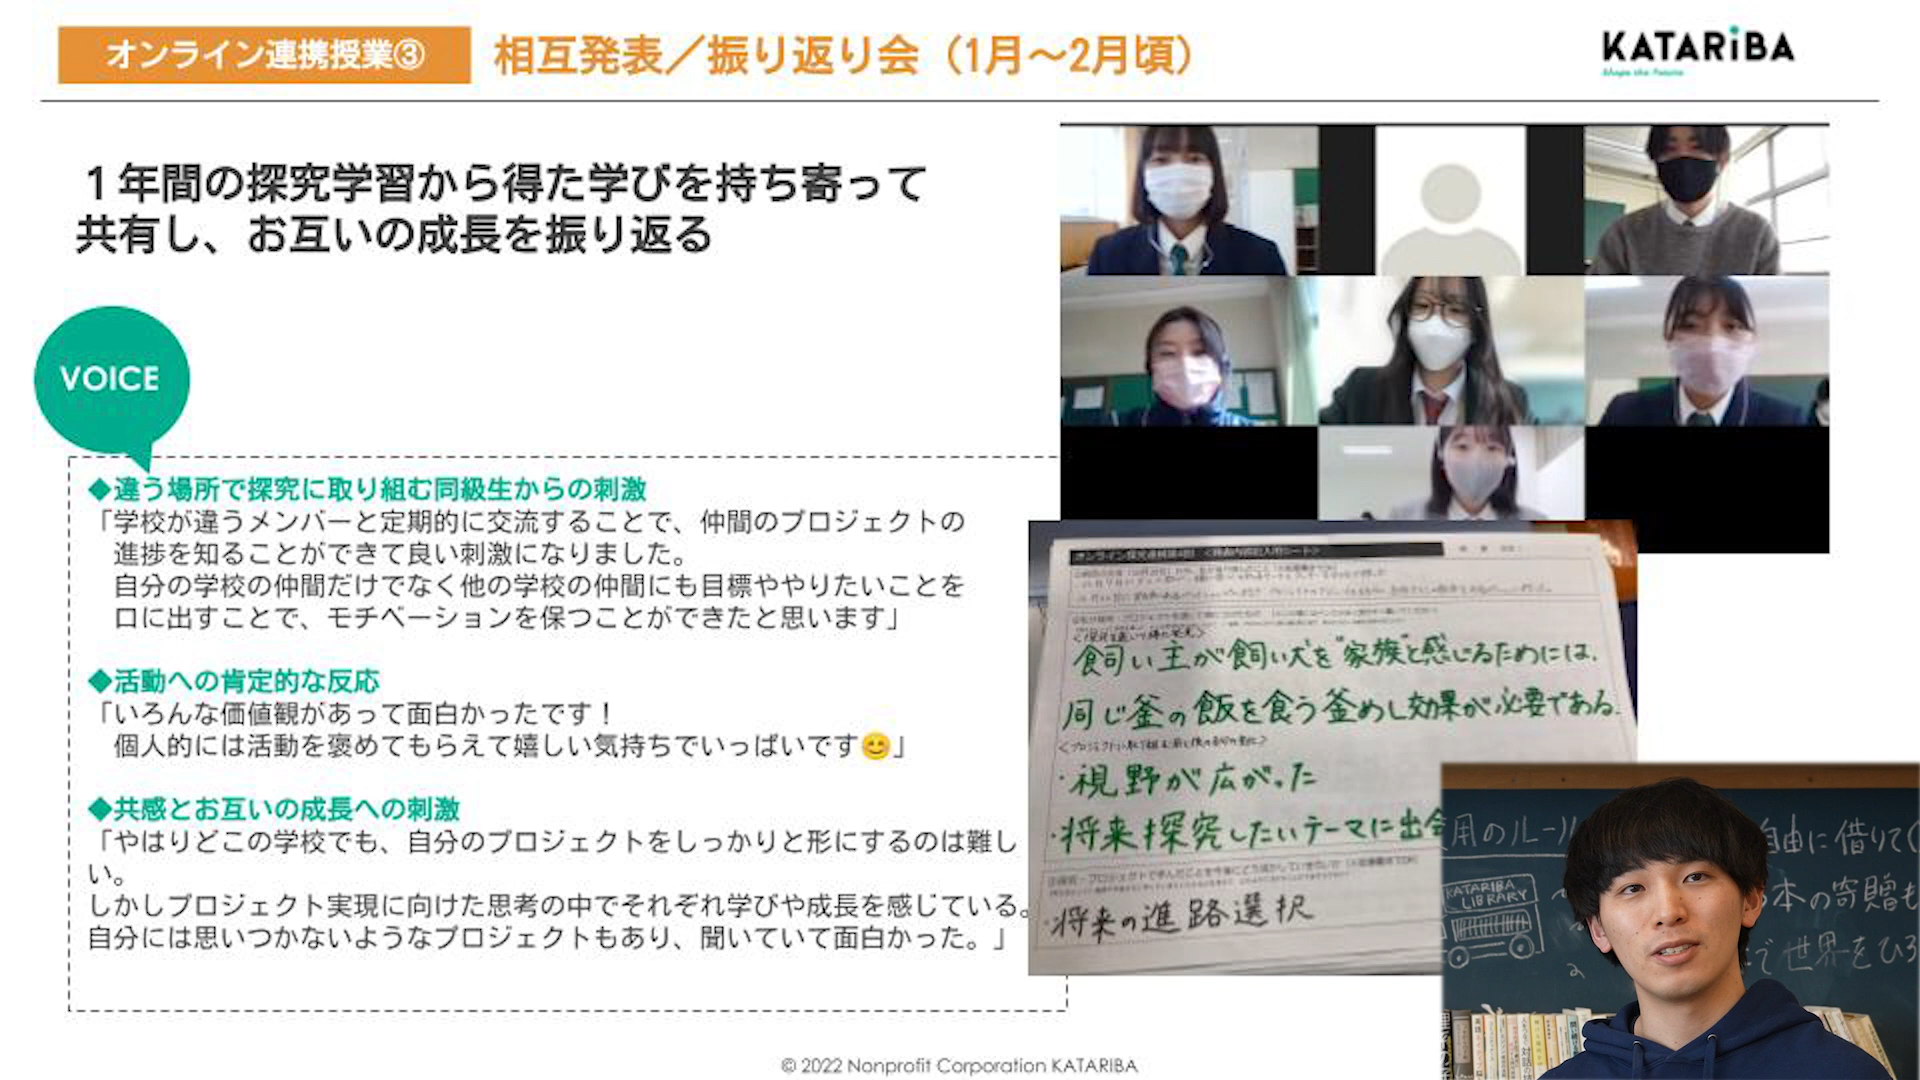 オンライン連携授業③
相互発表／振り返り会（1月～2月頃）
KATARiBA
１年間の探究学習から得た学びを持ち寄って
共有し、お互いの成長を振り返る
VOICE
◆違う場所で探究に取り組む同級生からの刺激
「学校が違うメンバーと定期的に交流することで、仲間のプロジェクトの
進捗を知ることができて良い刺激になりました。
自分の学校の仲間だけでなく他の学校の仲間にも目標ややりたいことを
口に出すことで、モチベーションを保つことができたと思います」
◆活動への肯定的な反応
「いろんな価値観があって面白かったです！
個人的には活動を褒めてもらえて嬉しい気持ちでいっぱいです😊」
◆共感とお互いの成長への刺激
「やはりどこの学校でも、自分のプロジェクトをしっかりと形にするのは難し
い。
しかしプロジェクト実現に向けた思考の中でそれぞれ学びや成長を感じている。
自分には思いつかないようなプロジェクトもあり、聞いていて面白かった。」
飼い主が飼い犬を"家族"と感じるためには、
同じ釜の飯を食う釜めし効果が必要である.
・視野が広がった
・将来探究したいテーマに出会
・将来の進路選択
用のルール
自由に借りて
KATARIBA
LIBRARY
本の寄贈も
で世界をひろ
© 2022 Nonprofit Corporation KATARIBA